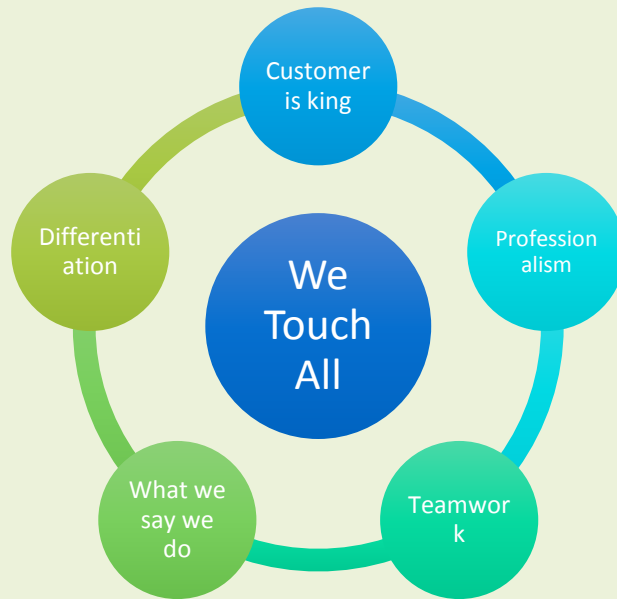 Customer
is king
Profession
alism
Teamwor
k
What we
say we
do
Differenti
ation
We
Touch
All